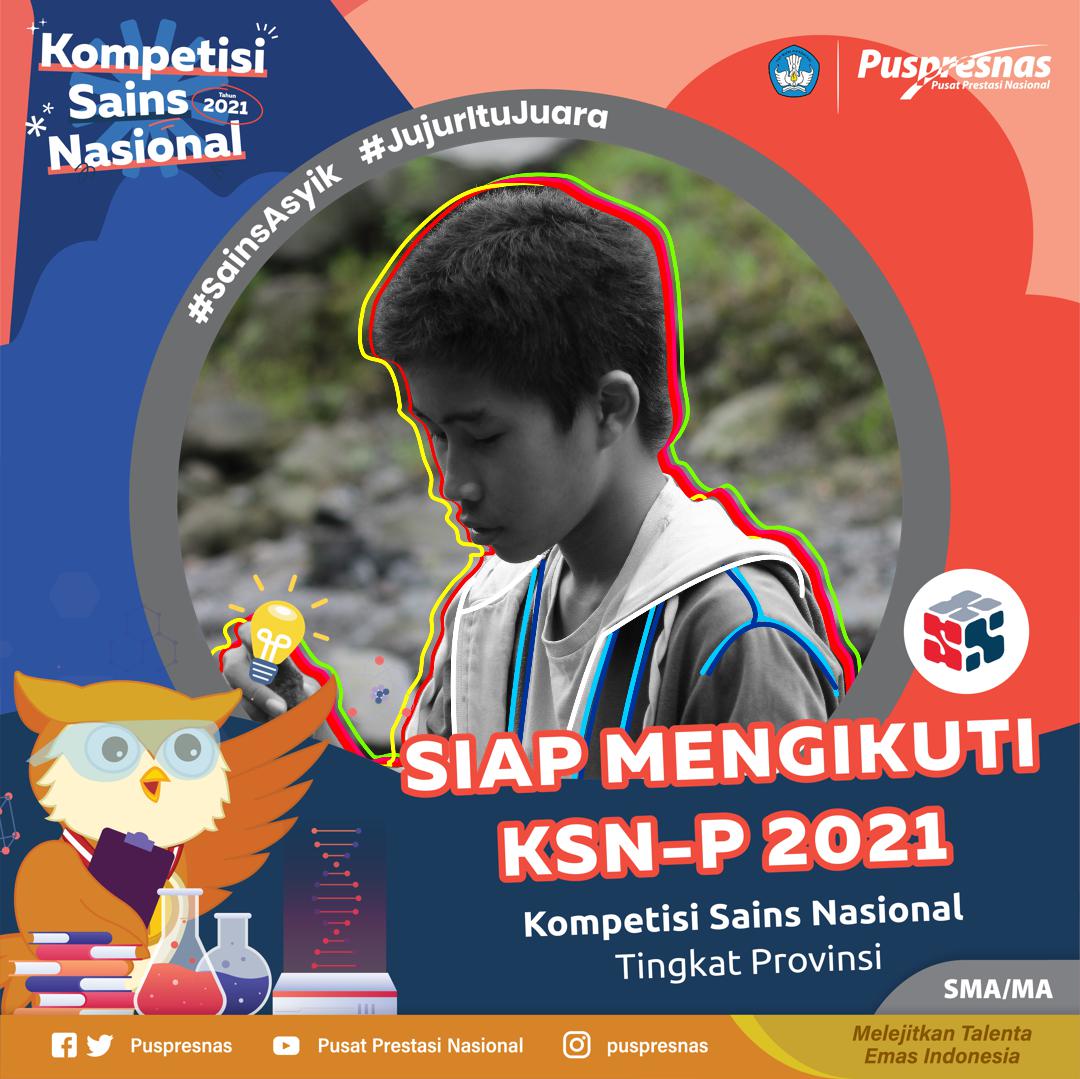 Kompetisi
Sains Tahun 2021
Nasional
Puspresnas
Pusat Prestasi Nasional
#SainsAsyik #JujurItuJuara
SIAP MENGIKUTI
KSN-P 2021
Kompetisi Sains Nasional
Tingkat Provinsi
SMA/MA
Puspresnas
Pusat Prestasi Nasional
puspresnas
Melejitkan Talenta
Emas Indonesia